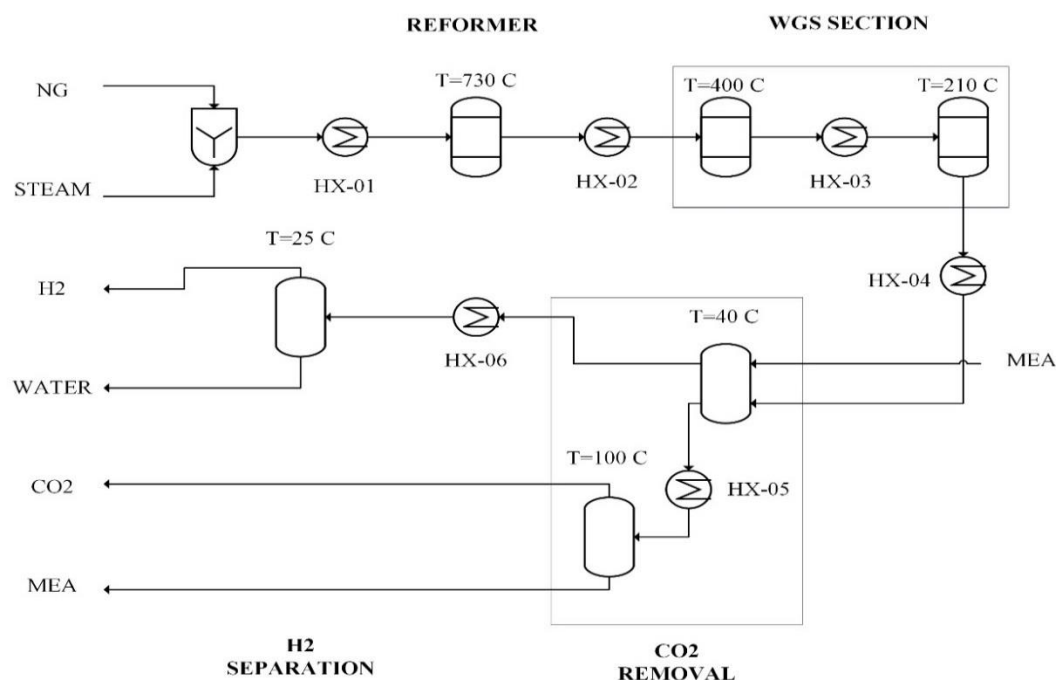 REFORMER
WGS SECTION
NG
T=730 C
T=400 C
T=210 C
STEAM
HX-01
HX-02
HX-03
T=25 C
H2
HX-04
T=40 C
HX-06
MEA
WATER
T=100 C
CO2
HX-05
MEA
H2
SEPARATION
CO2
REMOVAL